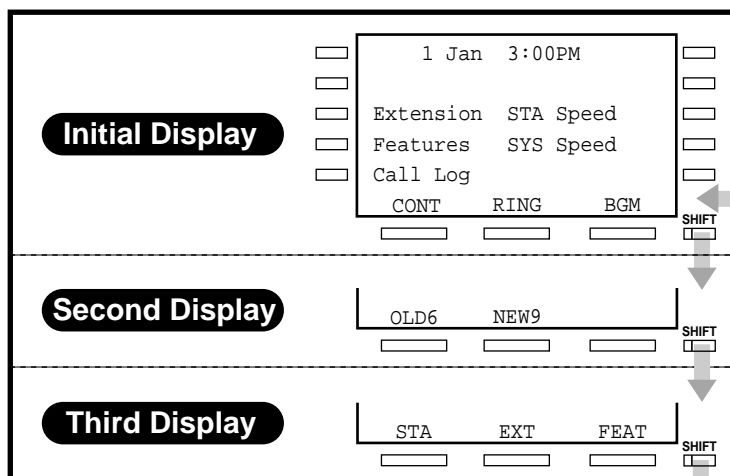 1 Jan 3:00PM
Initial Display
Extension STA Speed
Features SYS Speed
Call Log
CONT RING BGM
SHIFT
Second Display
OLD6 NEW9
SHIFT
Third Display
STA EXT FEAT
SHIFT